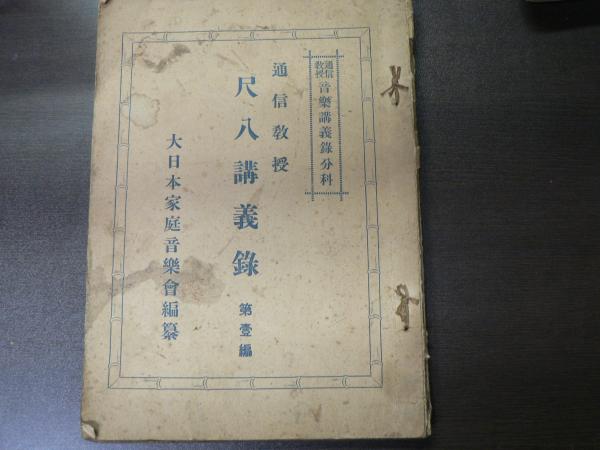 通信教授音樂講義錄分科
通信敎授
尺八講義錄 第壹編
大日本家庭音樂會編纂